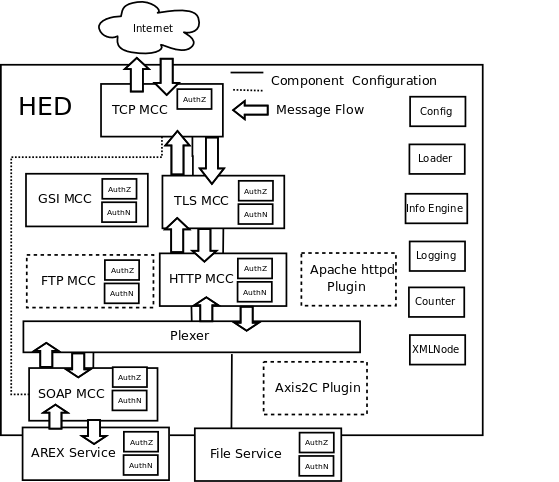 Internet
Component Configuration
HED
TCP MCC
AuthZ
Message Flow
Config
Loader
GSI MCC
AuthZ
AuthN
TLS MCC
AuthZ
AuthN
Info Engine
FTP MCC
AuthZ
AuthN
HTTP MCC
AuthZ
AuthN
Apache httpd
Plugin
Logging
Counter
Plexer
XMLNode
SOAP MCC
AuthZ
AuthN
Axis2C Plugin
AREX Service
AuthZ
AuthN
File Service
AuthZ
AuthN